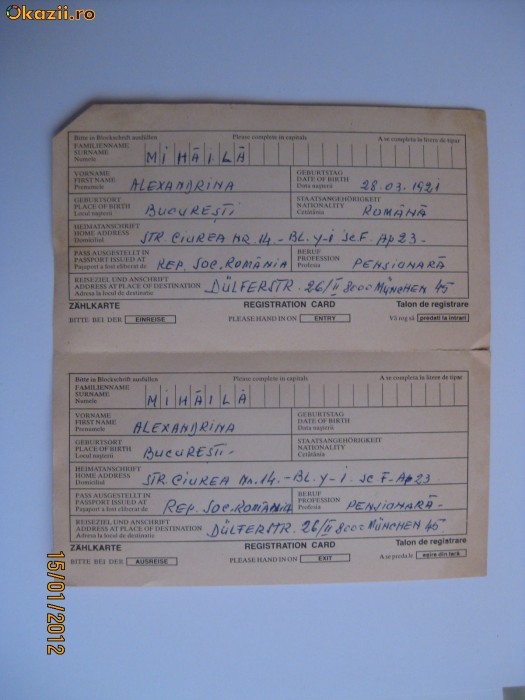 Okazii.ro
Bitte in Blockschrift ausfüllen Please complete in capitals A se completa în litere de tipar
FAMILIENNAME
SURNAME
Numele MIHĂILĂ
VORNAME
FIRST NAME
Prenumele ALEXANDRINA
GEBURTSTAG
DATE OF BIRTH
Data nașterii 28.03.1921
GEBURTSORT
PLACE OF BIRTH
Locul nașterii BUCUREȘTI
STAATSANGEHÖRIGKEIT
NATIONALITY
Cetățenia ROMÂNĂ
HEIMATANSCHRIFT
HOME ADDRESS
Domiciliul STR. CIUREA NR. 14.-BL. Y-I SC F. AP 23-
PASS AUSGESTELLT IN
PASSPORT ISSUED AT
Pașaport a fost eliberat de REP. SOC. ROMÂNIA
BERUF
PROFESSION
Profesia PENSIONARĂ
REISEZIEL UND ANSCHRIFT
ADDRESS AT PLACE OF DESTINATION
Adresa la locul de destinație DÜLFERSTR. 26/II 8000 MÜNCHEN 45
ZÄHLKARTE REGISTRATION CARD Talon de registrare
BITTE BEI DER EINREISE PLEASE HAND IN ON ENTRY Vă rog să predați la intrari
Bitte in Blockschrift ausfüllen Please complete in capitals A se completa în litere de tipar
FAMILIENNAME
SURNAME
Numele MIHĂILĂ
VORNAME
FIRST NAME
Prenumele ALEXANDRINA
GEBURTSTAG
DATE OF BIRTH
Data nașterii
GEBURTSORT
PLACE OF BIRTH
Locul nașterii BUCUREȘTI-
STAATSANGEHÖRIGKEIT
NATIONALITY
Cetățenia
HEIMATANSCHRIFT
HOME ADDRESS
Domiciliul STR. CIUREA NR. 14.-BL. Y-I. SC F-AP 23
PASS AUSGESTELLT IN
PASSPORT ISSUED AT
Pașaport a fost eliberat de REP. SOC. ROMÂNIA
BERUF
PROFESSION
Profesia PENSIONARĂ-
REISEZIEL UND ANSCHRIFT
ADDRESS AT PLACE OF DESTINATION
Adresa la locul de destinație DÜLFERSTR. 26/II 8000 MÜNCHEN 45
ZÄHLKARTE REGISTRATION CARD Talon de registrare
BITTE BEI DER AUSREISE PLEASE HAND IN ON EXIT A se preda la eșire din țară
15/01/2012